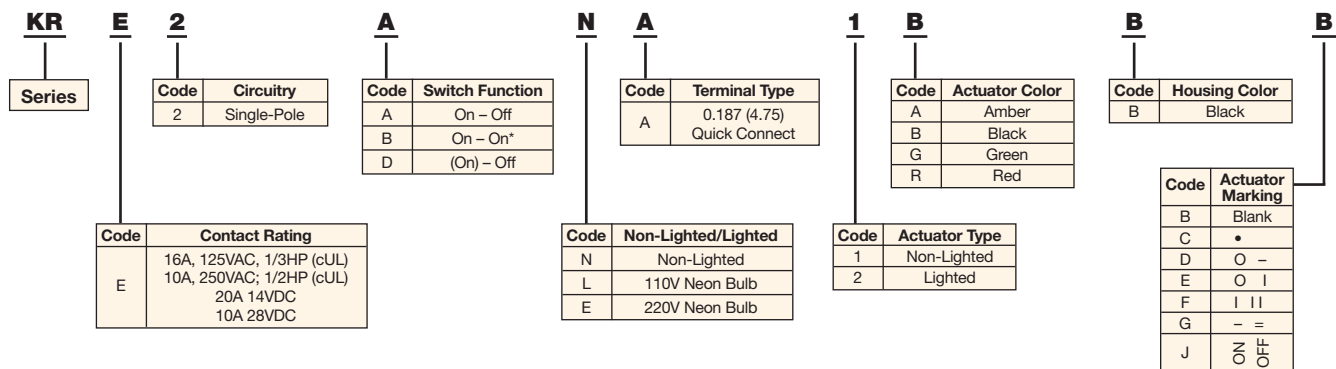 KR E 2 A N A 1 B B B
Series
Code Circuitry
2 Single-Pole
Code Switch Function
A On – Off
B On – On*
D (On) – Off
Code Terminal Type
A 0.187 (4.75)
Quick Connect
Code Actuator Color
A Amber
B Black
G Green
R Red
Code Housing Color
B Black
Code Contact Rating
E 16A, 125VAC, 1/3HP (cUL)
10A, 250VAC; 1/2HP (cUL)
20A 14VDC
10A 28VDC
Code Non-Lighted/Lighted
N Non-Lighted
L 110V Neon Bulb
E 220V Neon Bulb
Code Actuator Type
1 Non-Lighted
2 Lighted
Code Actuator
Marking
B Blank
C •
D O –
E O I
F I II
G – =
J ON OFF